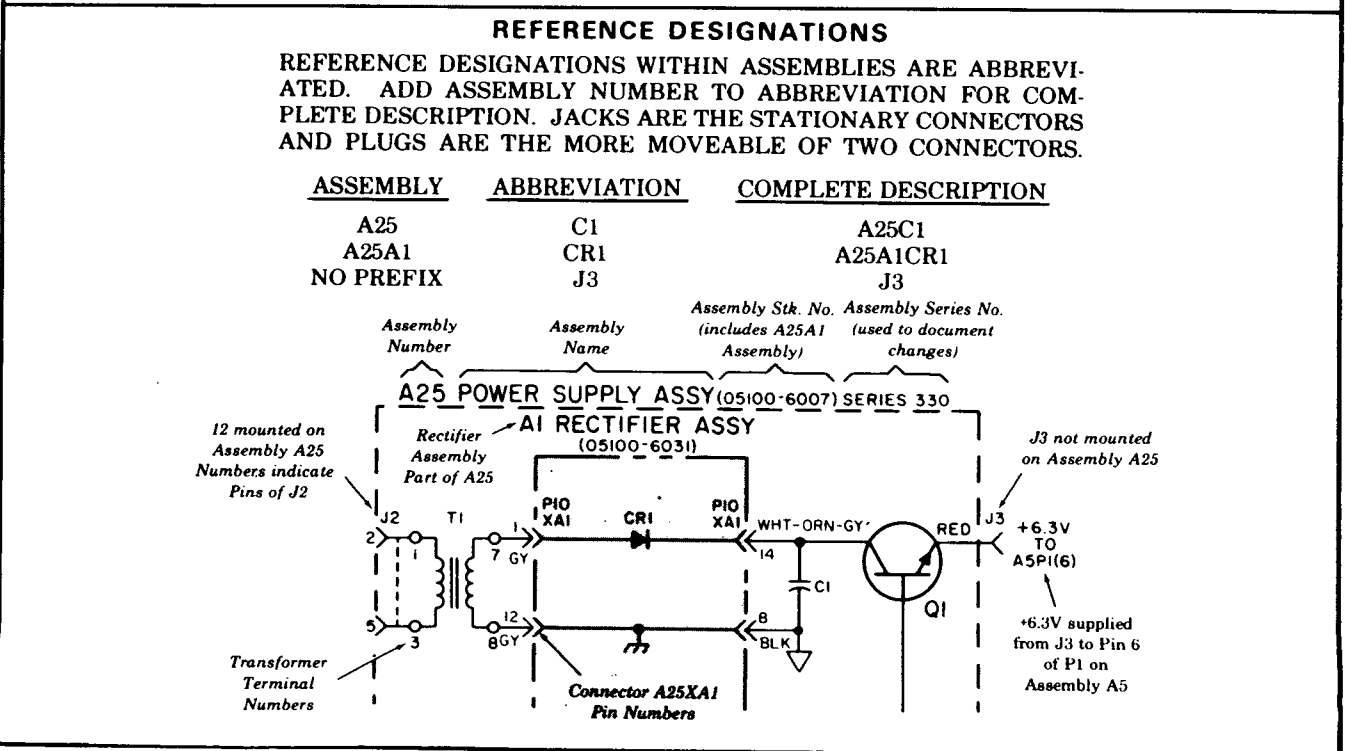 REFERENCE DESIGNATIONS
REFERENCE DESIGNATIONS WITHIN ASSEMBLIES ARE ABBREVI-
ATED. ADD ASSEMBLY NUMBER TO ABBREVIATION FOR COM-
PLETE DESCRIPTION. JACKS ARE THE STATIONARY CONNECTORS
AND PLUGS ARE THE MORE MOVEABLE OF TWO CONNECTORS.
ASSEMBLY ABBREVIATION COMPLETE DESCRIPTION
A25 C1 A25C1
A25A1 CR1 A25A1CR1
NO PREFIX J3 J3
Assembly
Number
Assembly
Name
Assembly Stk. No.
(includes A25A1
Assembly)
Assembly Series No.
(used to document
changes)
A25 POWER SUPPLY ASSY (05100-6007) SERIES 330
A1 RECTIFIER ASSY
(05100-6031)
12 mounted on
Assembly A25
Numbers indicate
Pins of J2
Rectifier
Assembly
Part of A25
J3 not mounted
on Assembly A25
J2
2
1
T1
7
1
GY
P10
XA1
CR1
P10
XA1
14
WHT-ORN-GY
RED
J3
+6.3V
TO
A5P1(6)
C1
Q1
5
3
8
12
GY
8
BLK
+6.3V supplied
from J3 to Pin 6
of P1 on
Assembly A5
Transformer
Terminal
Numbers
Connector A25XA1
Pin Numbers